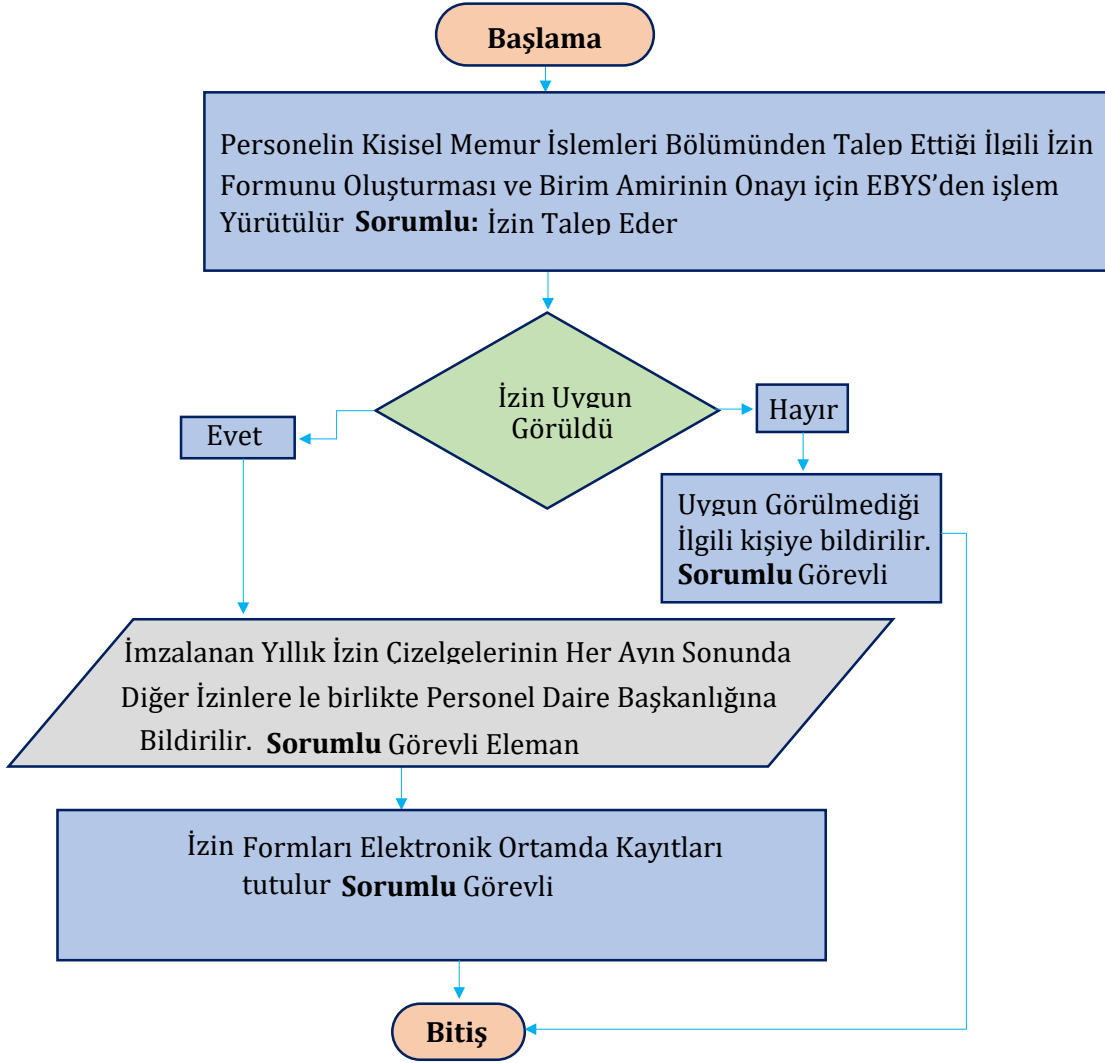 Başlama
Personelin Kişisel Memur İşlemleri Bölümünden Talep Ettiği İlgili İzin
Formunu Oluşturması ve Birim Amirinin Onayı için EBYS’den işlem
Yürütülür Sorumlu: İzin Talep Eder
İzin Uygun
Görüldü
Evet
Hayır
Uygun Görülmediği
İlgili kişiye bildirilir.
Sorumlu Görevli
İmzalanan Yıllık İzin Çizelgelerinin Her Ayın Sonunda
Diğer İzinlere le birlikte Personel Daire Başkanlığına
Bildirilir. Sorumlu Görevli Eleman
İzin Formları Elektronik Ortamda Kayıtları
tutulur Sorumlu Görevli
Bitiş